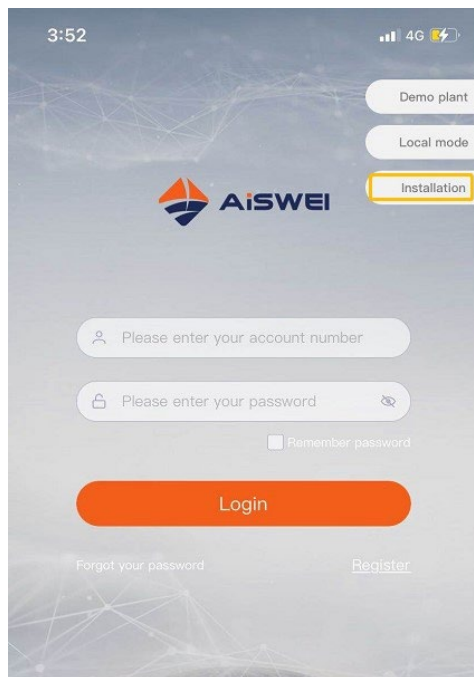 3:52
4G
Demo plant
Local mode
Installation
AiSWEI
Please enter your account number
Please enter your password
Remember password
Login
Forgot your password
Register